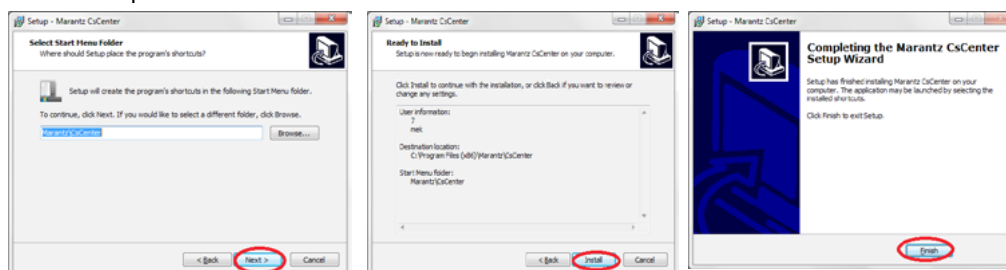 Setup - Marantz CsCenter
Select Start Menu Folder
Where should Setup place the program's shortcuts?
Setup will create the program's shortcuts in the following Start Menu folder.
To continue, click Next. If you would like to select a different folder, click Browse.
Marantz\CsCenter
Browse...
< Back
Next >
Cancel
Setup - Marantz CsCenter
Ready to Install
Setup is now ready to begin installing Marantz CsCenter on your computer.
Click Install to continue with the installation, or click Back if you want to review or
change any settings.
User information:
7
mek
Destination location:
C:\Program Files (x86)\Marantz\CsCenter
Start Menu folder:
Marantz\CsCenter
< Back
Install
Cancel
Setup - Marantz CsCenter
Completing the Marantz CsCenter
Setup Wizard
Setup has finished installing Marantz CsCenter on your
computer. The application may be launched by selecting the
installed shortcuts.
Click Finish to exit Setup.
Finish